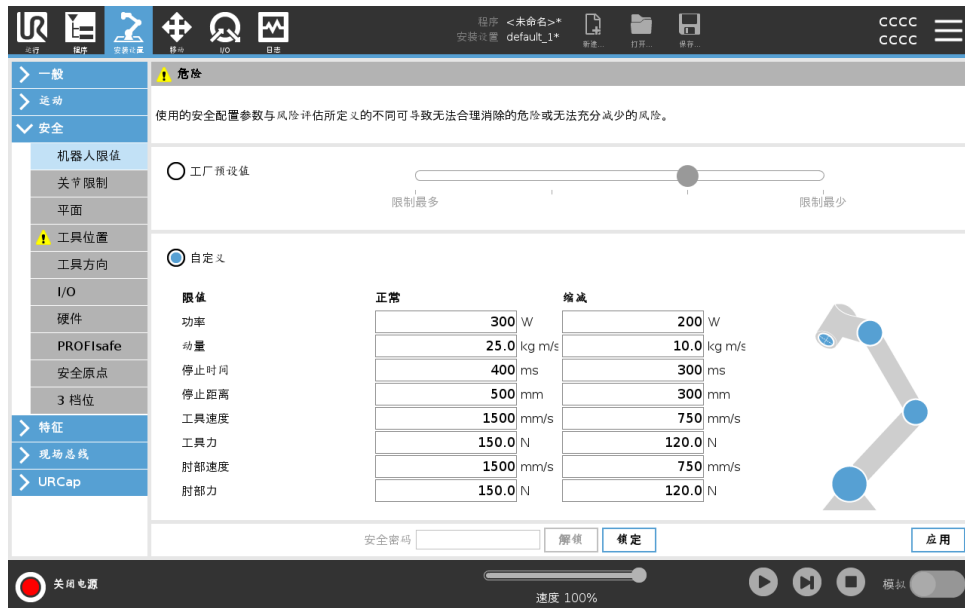 程序 <未命名>*
安装设置 default_1*
新建...
打开...
保存...
CCCC
CCCC
运行
程序
安装设置
移动
I/O
日志
一般
运动
安全
机器人限值
关节限制
平面
工具位置
工具方向
I/O
硬件
PROFIsafe
安全原点
3 档位
特征
现场总线
URCap
危险
使用的安全配置参数与风险评估所定义的不同可导致无法合理消除的危险或无法充分减少的风险。
工厂预设值
限制最多 限制最少
自定义
限值 正常 缩减
功率 300 W 200 W
动量 25.0 kg m/s 10.0 kg m/s
停止时间 400 ms 300 ms
停止距离 500 mm 300 mm
工具速度 1500 mm/s 750 mm/s
工具力 150.0 N 120.0 N
肘部速度 1500 mm/s 750 mm/s
肘部力 150.0 N 120.0 N
安全密码 解锁 锁定 应用
关闭电源
速度 100%
模拟